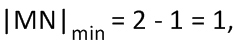 |MN|min = 2 - 1 = 1,